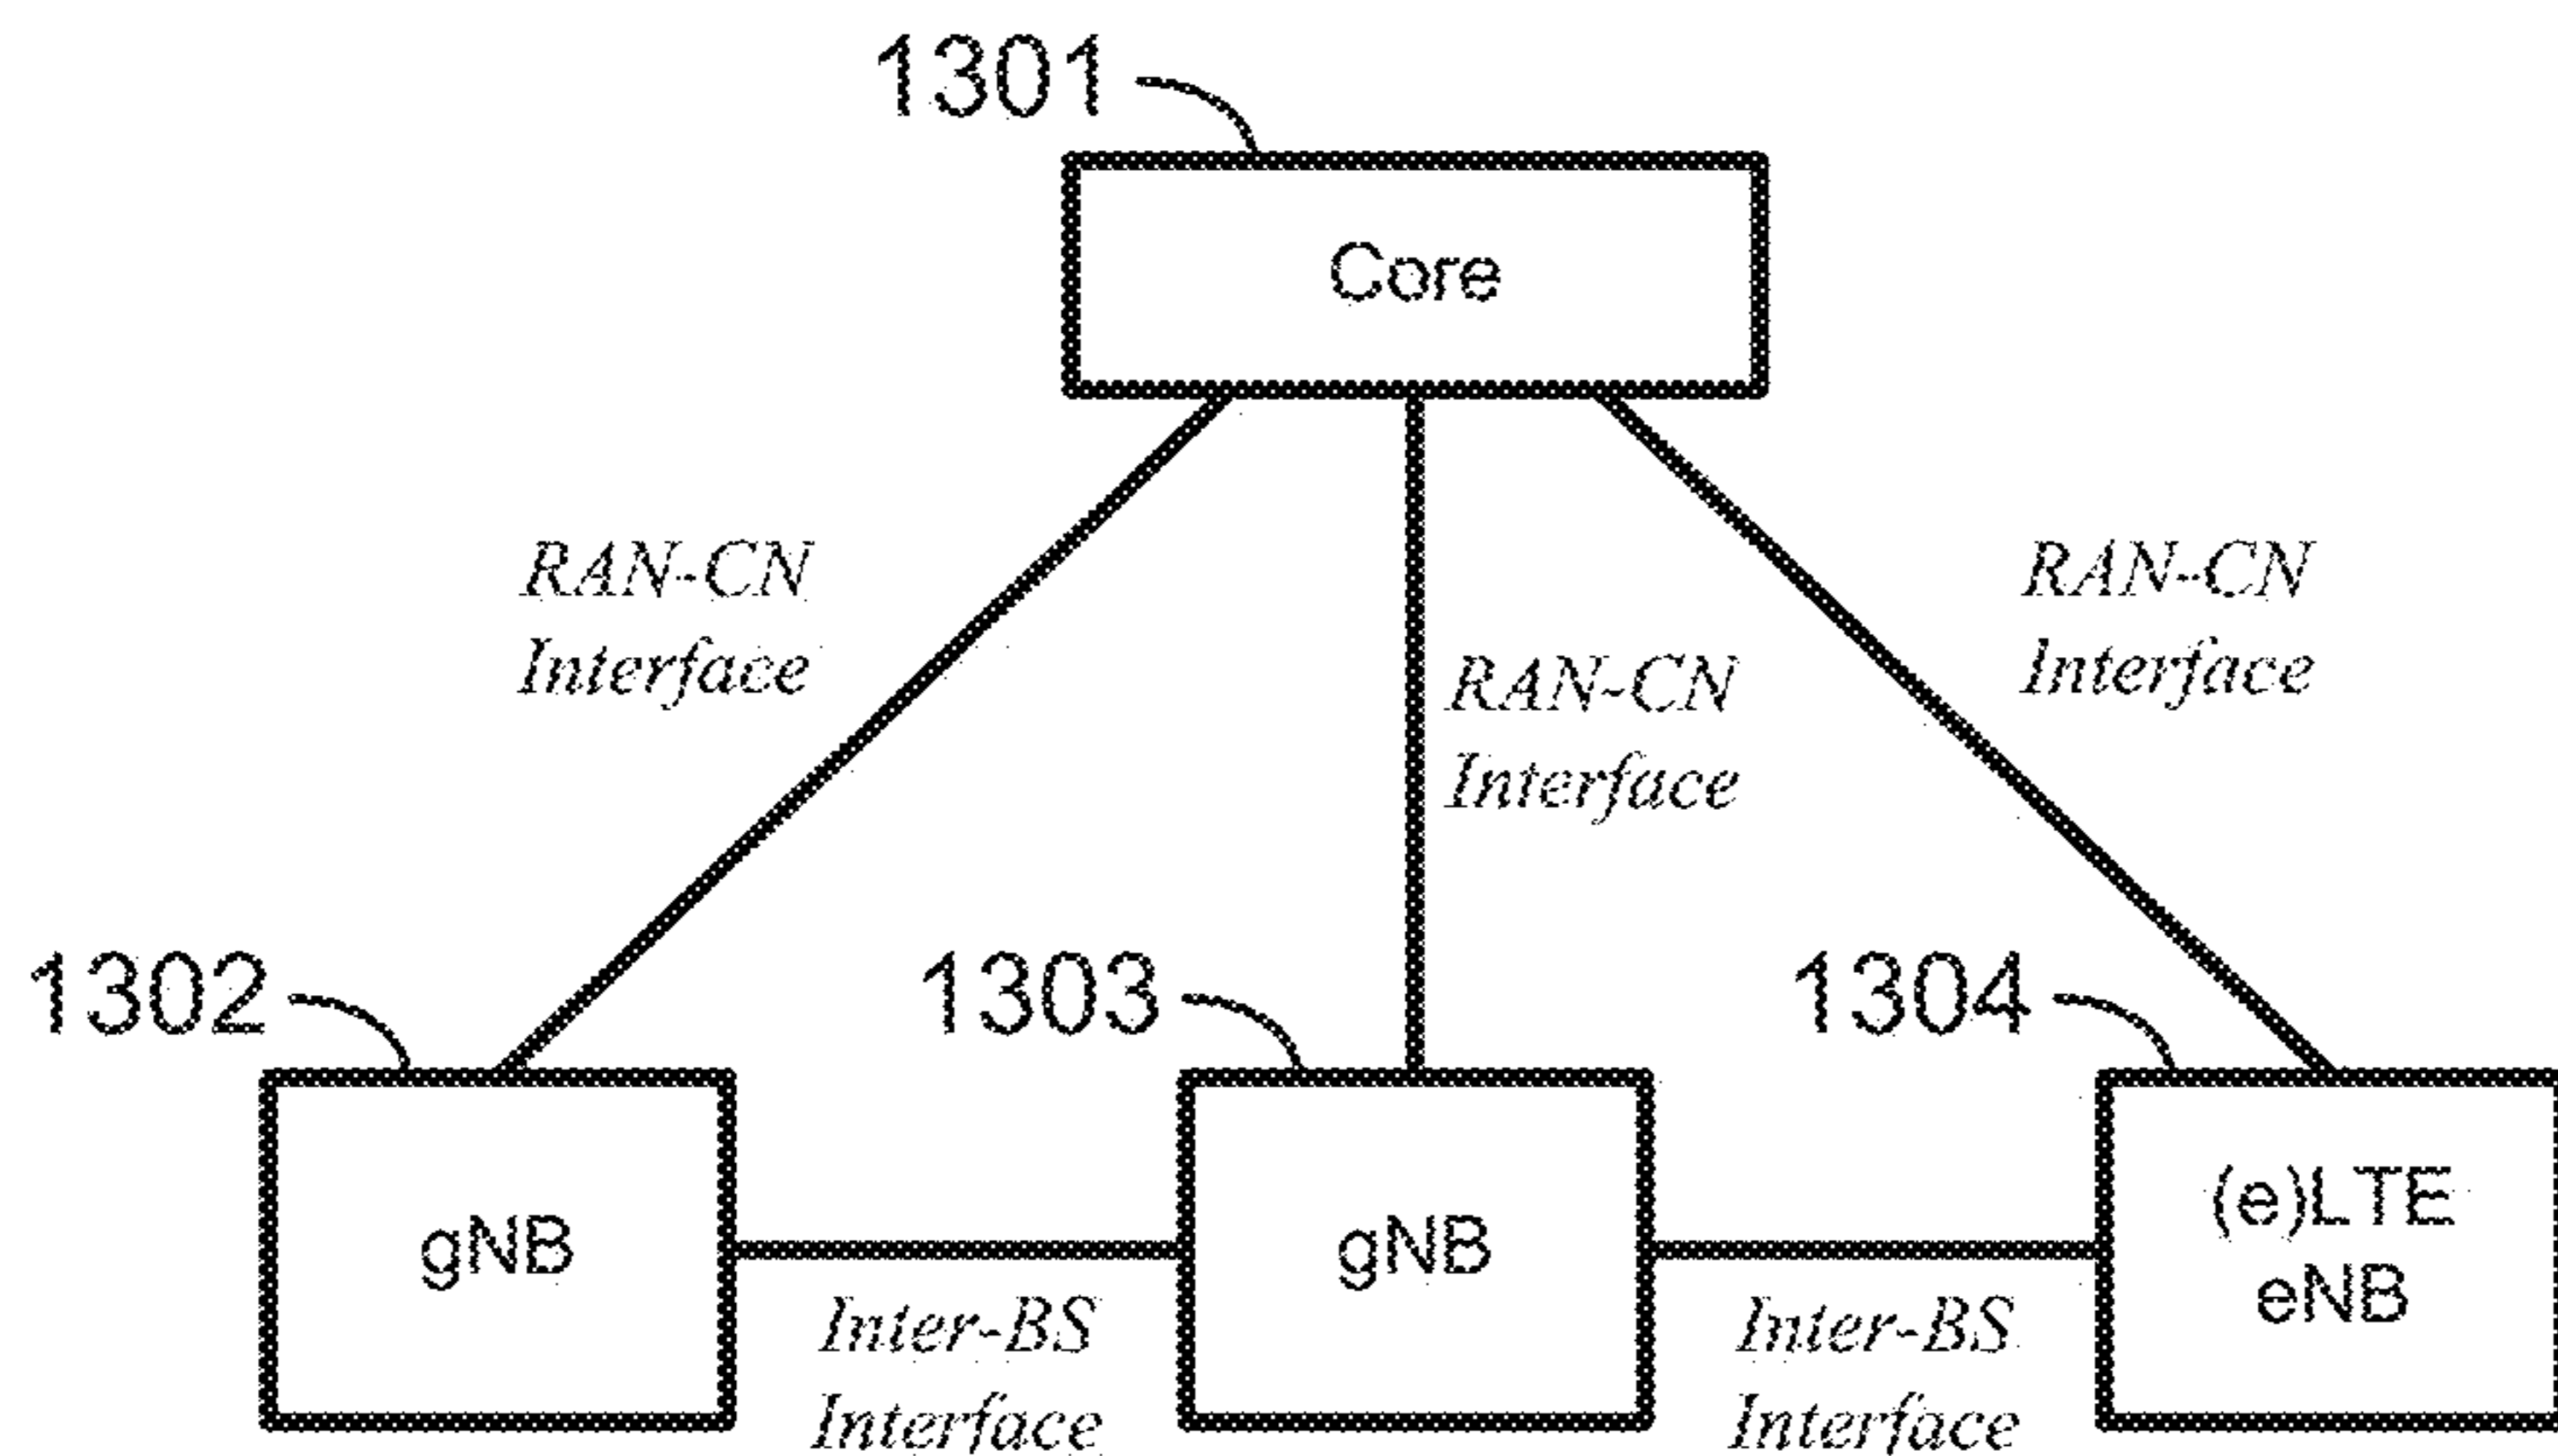 1301
Core
RAN-CN
Interface
RAN-CN
Interface
RAN-CN
Interface
1302
1303
1304
gNB
gNB
(e)LTE
eNB
Inter-BS
Interface
Inter-BS
Interface